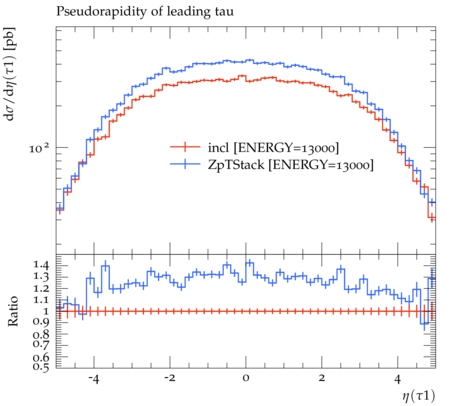 Pseudorapidity of leading tau
dσ/dη(τ1) [pb]
10²
incl [ENERGY=13000]
ZpTStack [ENERGY=13000]
Ratio
1.4
1.3
1.2
1.1
1
0.9
0.8
0.7
0.6
0.5
-4 -2 0 2 4
η(τ1)